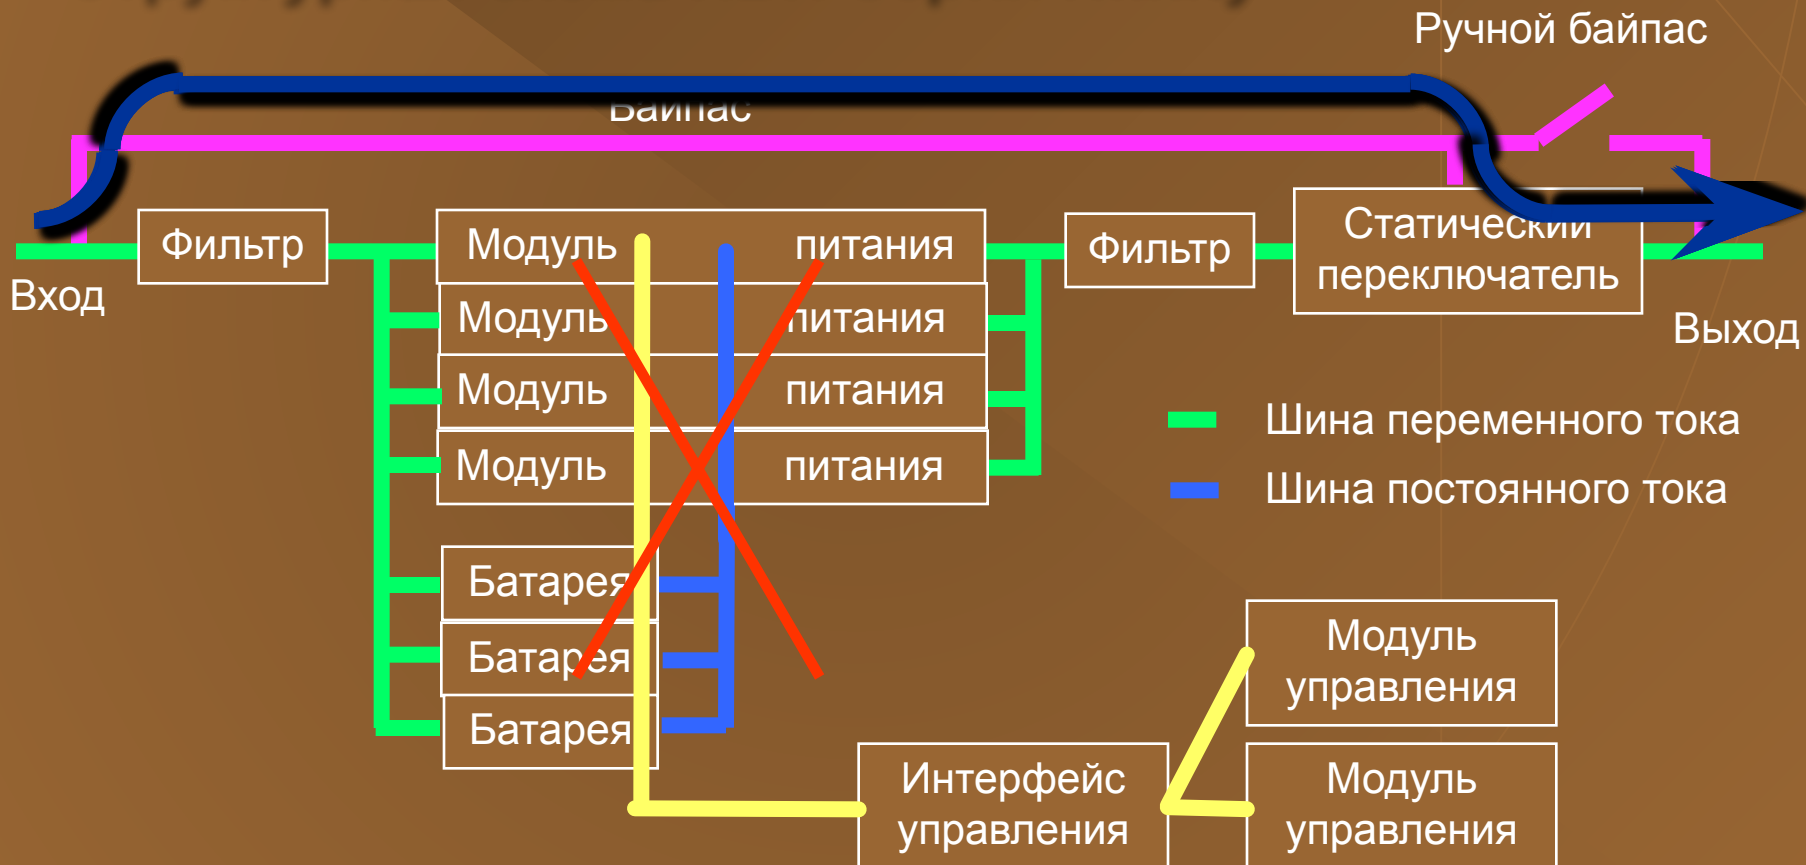 Ручной байпас
Байпас
Фильтр
Модуль питания
Фильтр
Статический
переключатель
Вход
Модуль питания
Выход
Модуль питания
Шина переменного тока
Модуль питания
Шина постоянного тока
Батарея
Батарея
Батарея
Модуль
управления
Интерфейс
управления
Модуль
управления